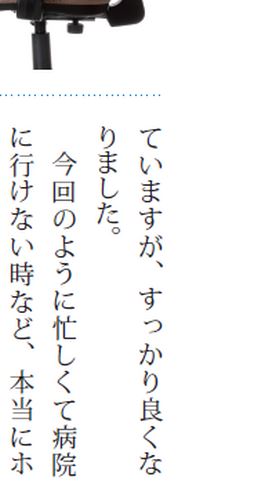 ていますが、すっかり良くな
りました。
今回のように忙しくて病院
に行けない時など、本当にホ